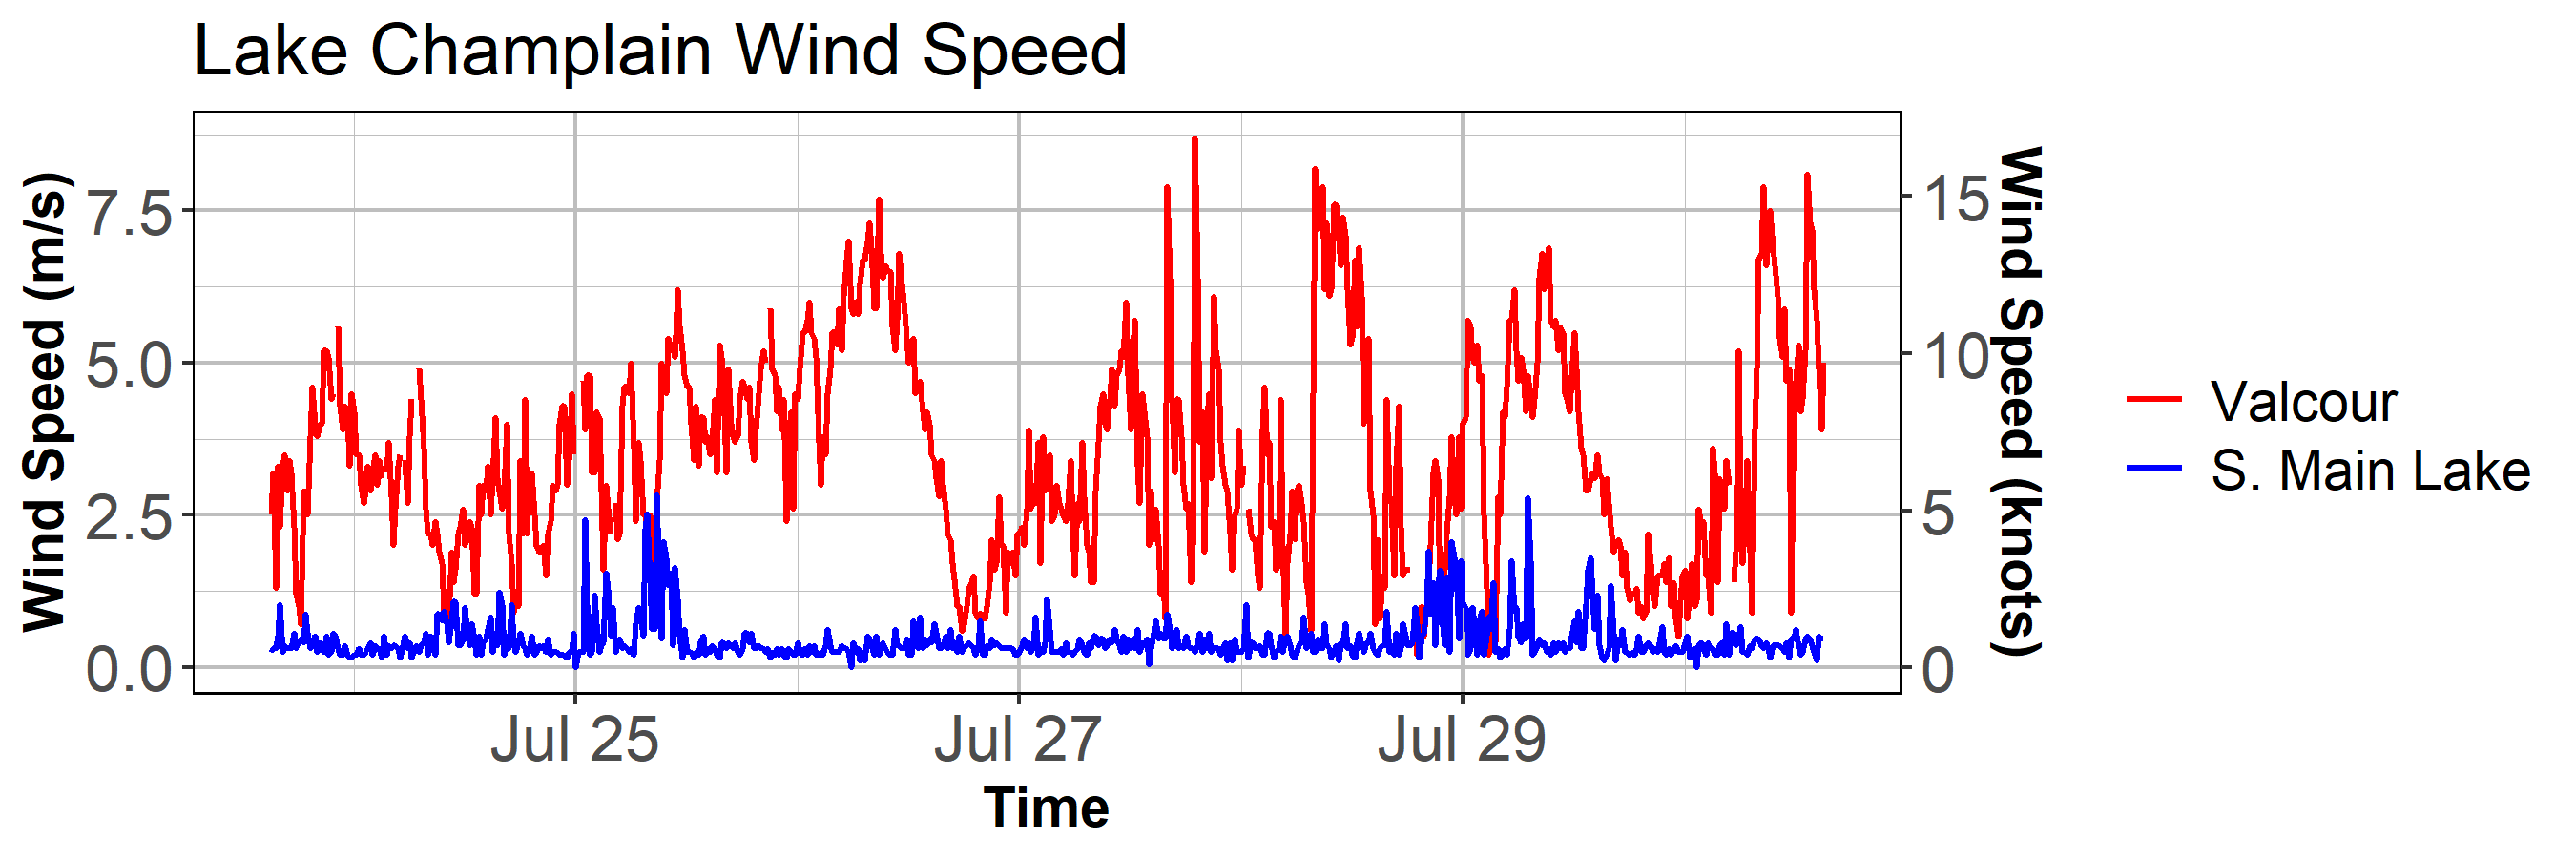 Lake Champlain Wind Speed
Wind Speed (m/s)
7.5
5.0
2.5
0.0
15
10
5
0
Wind Speed (knots)
Jul 25
Jul 27
Jul 29
Time
Valcour
S. Main Lake